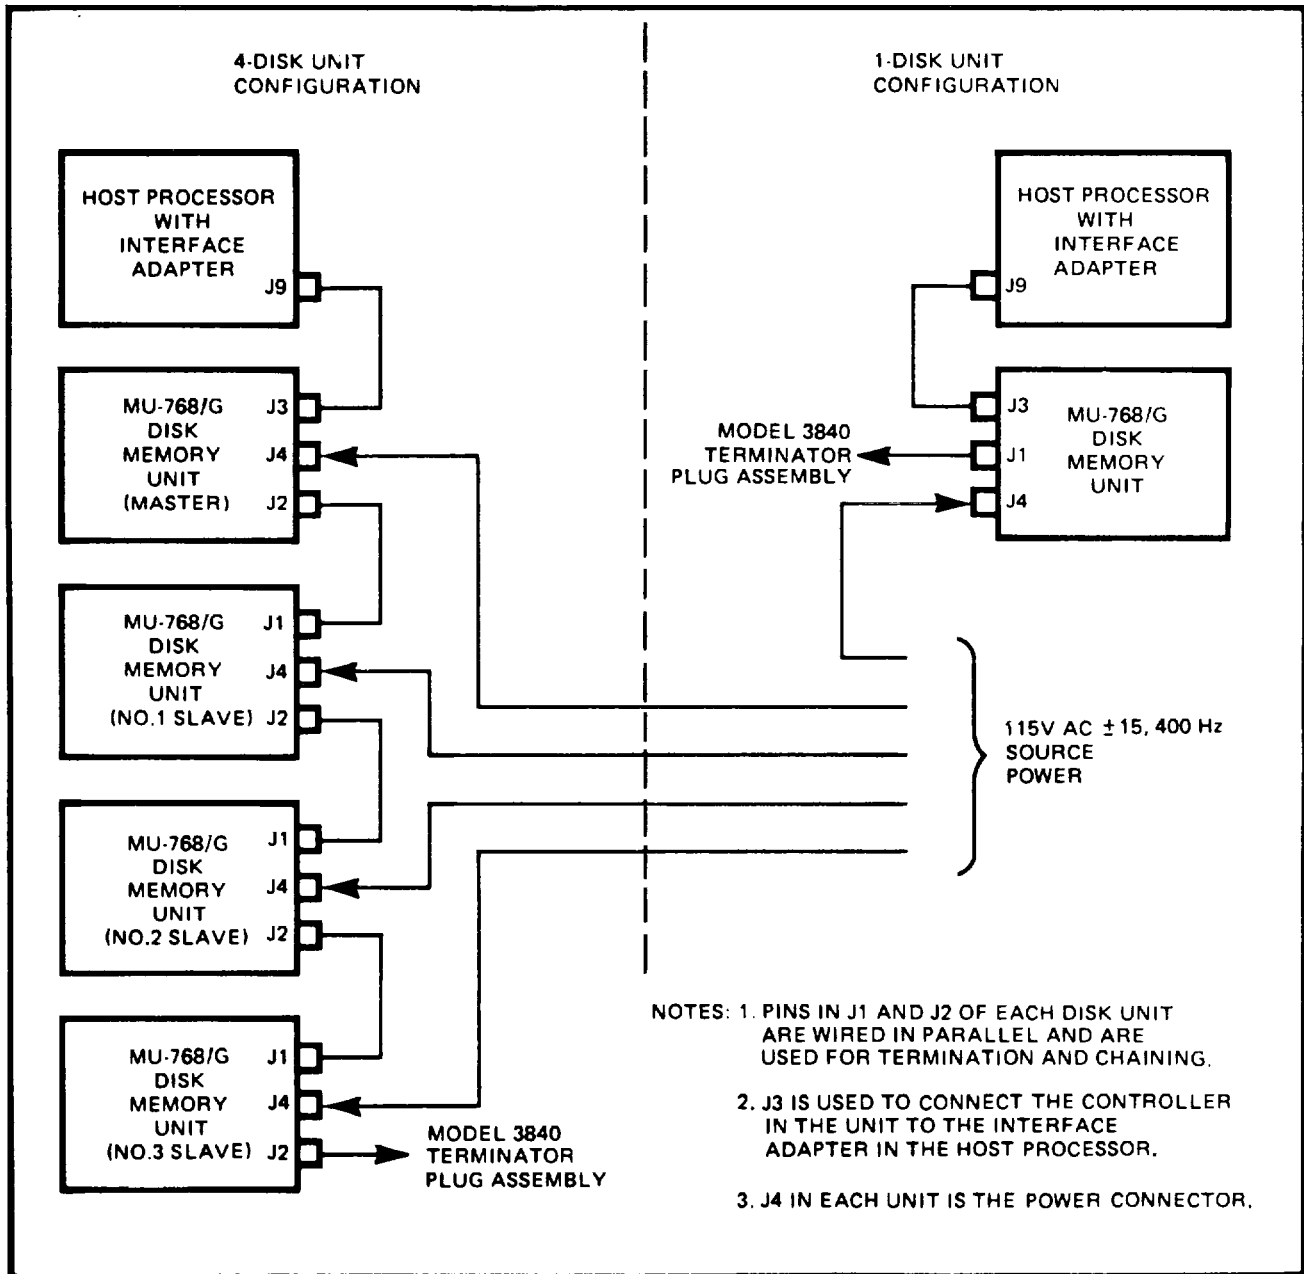 4-DISK UNIT
CONFIGURATION
HOST PROCESSOR
WITH
INTERFACE
ADAPTER
J9
MU-768/G
DISK
MEMORY
UNIT
(MASTER)
J3
J4
J2
MU-768/G
DISK
MEMORY
UNIT
(NO.1 SLAVE)
J1
J4
J2
MU-768/G
DISK
MEMORY
UNIT
(NO.2 SLAVE)
J1
J4
J2
MU-768/G
DISK
MEMORY
UNIT
(NO.3 SLAVE)
J1
J4
J2
MODEL 3840
TERMINATOR
PLUG ASSEMBLY
1-DISK UNIT
CONFIGURATION
HOST PROCESSOR
WITH
INTERFACE
ADAPTER
J9
J3
J1
J4
MU-768/G
DISK
MEMORY
UNIT
MODEL 3840
TERMINATOR
PLUG ASSEMBLY
115V AC ±15, 400 Hz
SOURCE
POWER
NOTES: 1. PINS IN J1 AND J2 OF EACH DISK UNIT
ARE WIRED IN PARALLEL AND ARE
USED FOR TERMINATION AND CHAINING.
2. J3 IS USED TO CONNECT THE CONTROLLER
IN THE UNIT TO THE INTERFACE
ADAPTER IN THE HOST PROCESSOR.
3. J4 IN EACH UNIT IS THE POWER CONNECTOR.